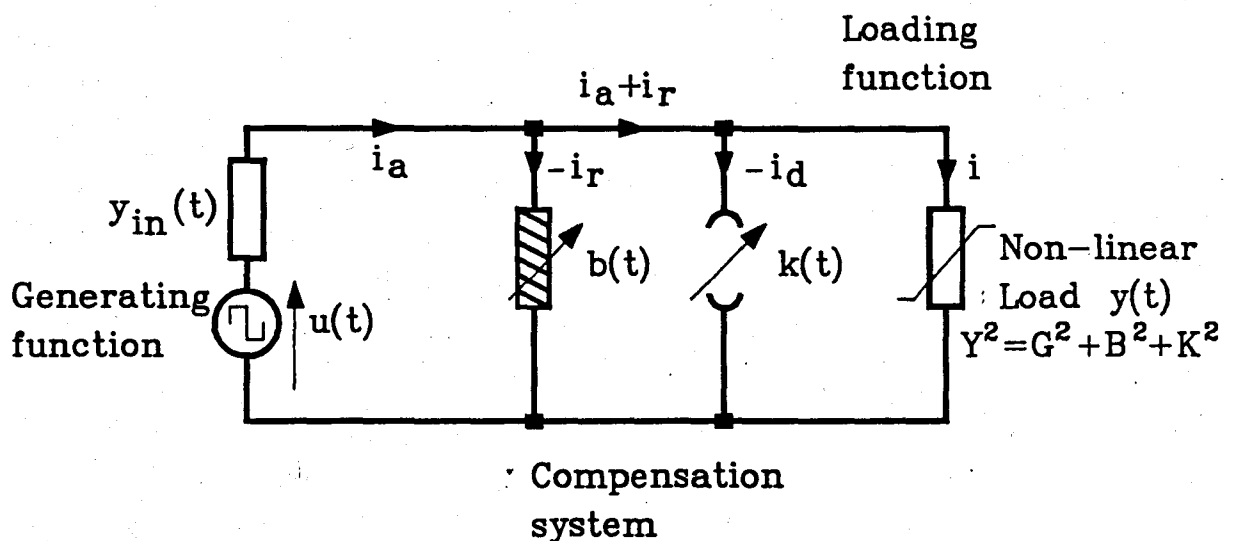 Loading
function
i_a+i_r
i_a
-i_r
-i_d
i
y_in(t)
b(t)
k(t)
Non-linear
Load y(t)
Y²=G²+B²+K²
Generating
function
u(t)
Compensation
system